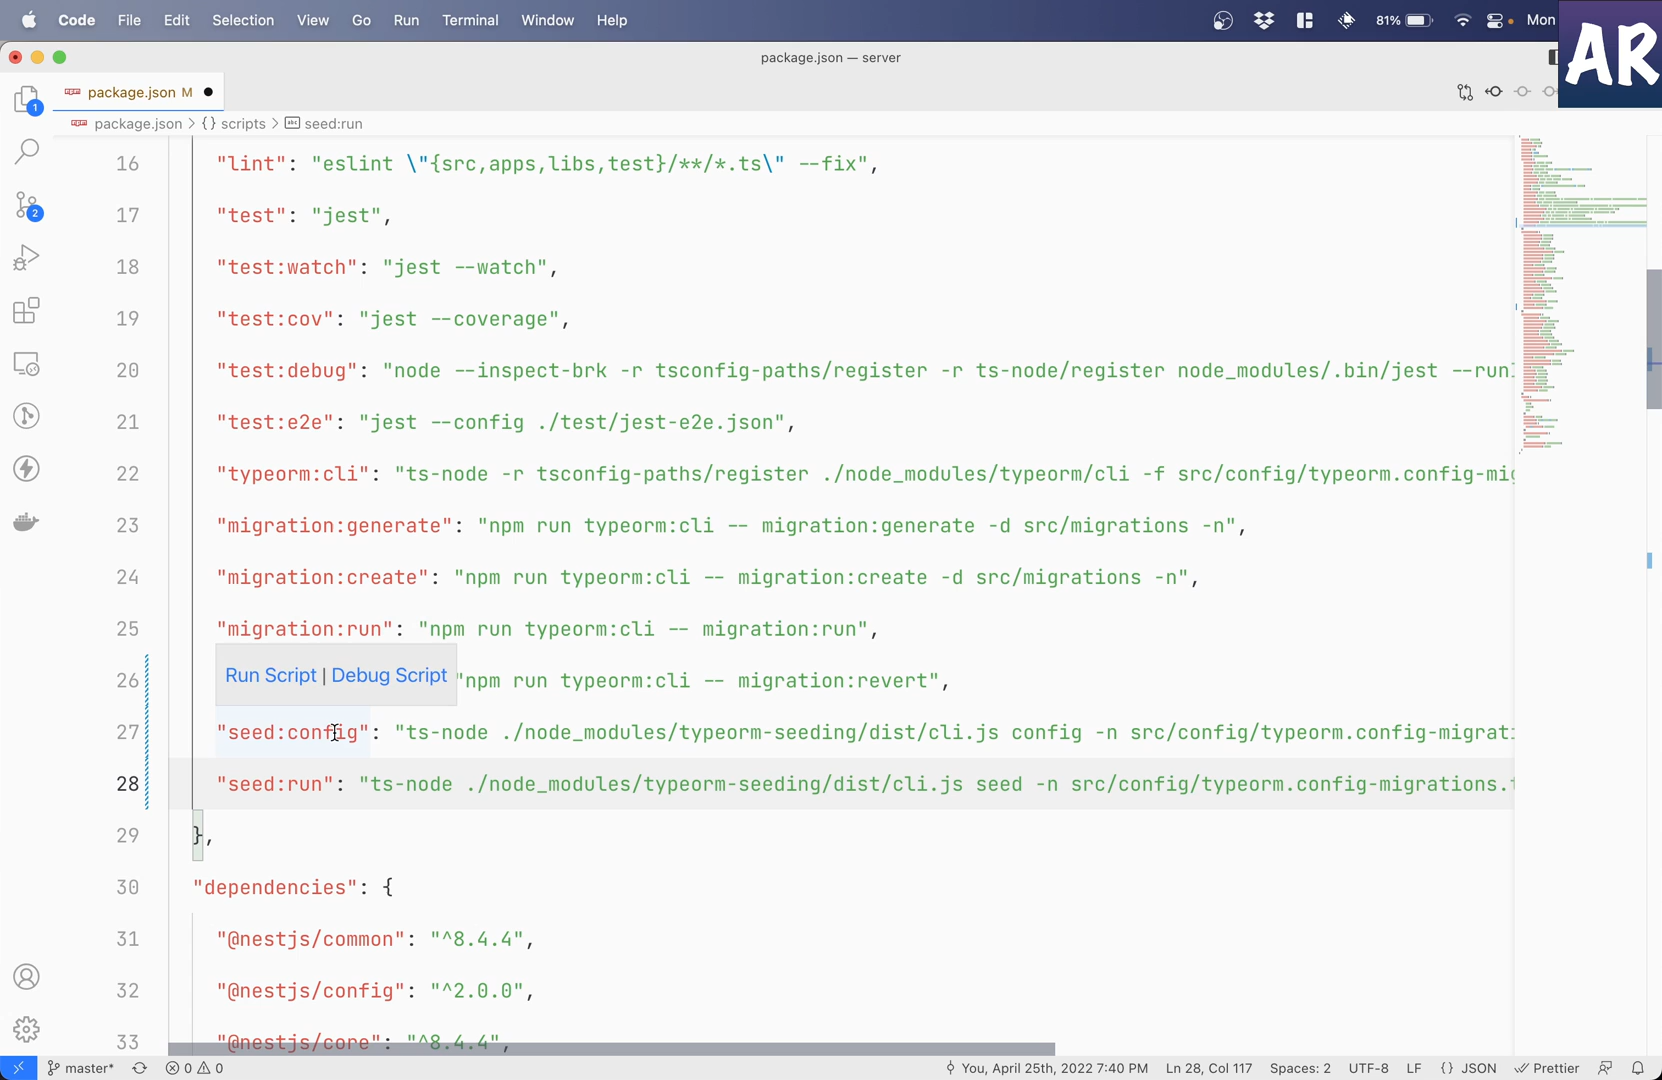 Code File Edit Selection View Go Run Terminal Window Help 81% Mon
AR
package.json — server
package.json M
package.json > {} scripts > abc seed:run
16 "lint": "eslint \"{src,apps,libs,test}/**/*.ts\" --fix",
17 "test": "jest",
18 "test:watch": "jest --watch",
19 "test:cov": "jest --coverage",
20 "test:debug": "node --inspect-brk -r tsconfig-paths/register -r ts-node/register node_modules/.bin/jest --run
21 "test:e2e": "jest --config ./test/jest-e2e.json",
22 "typeorm:cli": "ts-node -r tsconfig-paths/register ./node_modules/typeorm/cli -f src/config/typeorm.config-mig
23 "migration:generate": "npm run typeorm:cli -- migration:generate -d src/migrations -n",
24 "migration:create": "npm run typeorm:cli -- migration:create -d src/migrations -n",
25 "migration:run": "npm run typeorm:cli -- migration:run",
Run Script | Debug Script
26 "npm run typeorm:cli -- migration:revert",
27 "seed:config": "ts-node ./node_modules/typeorm-seeding/dist/cli.js config -n src/config/typeorm.config-migrati
28 "seed:run": "ts-node ./node_modules/typeorm-seeding/dist/cli.js seed -n src/config/typeorm.config-migrations.t
29 },
30 "dependencies": {
31 "@nestjs/common": "^8.4.4",
32 "@nestjs/config": "^2.0.0",
33 "@nestjs/core": "^8.4.4",
1
2
master* 0 0 You, April 25th, 2022 7:40 PM Ln 28, Col 117 Spaces: 2 UTF-8 LF {} JSON Prettier